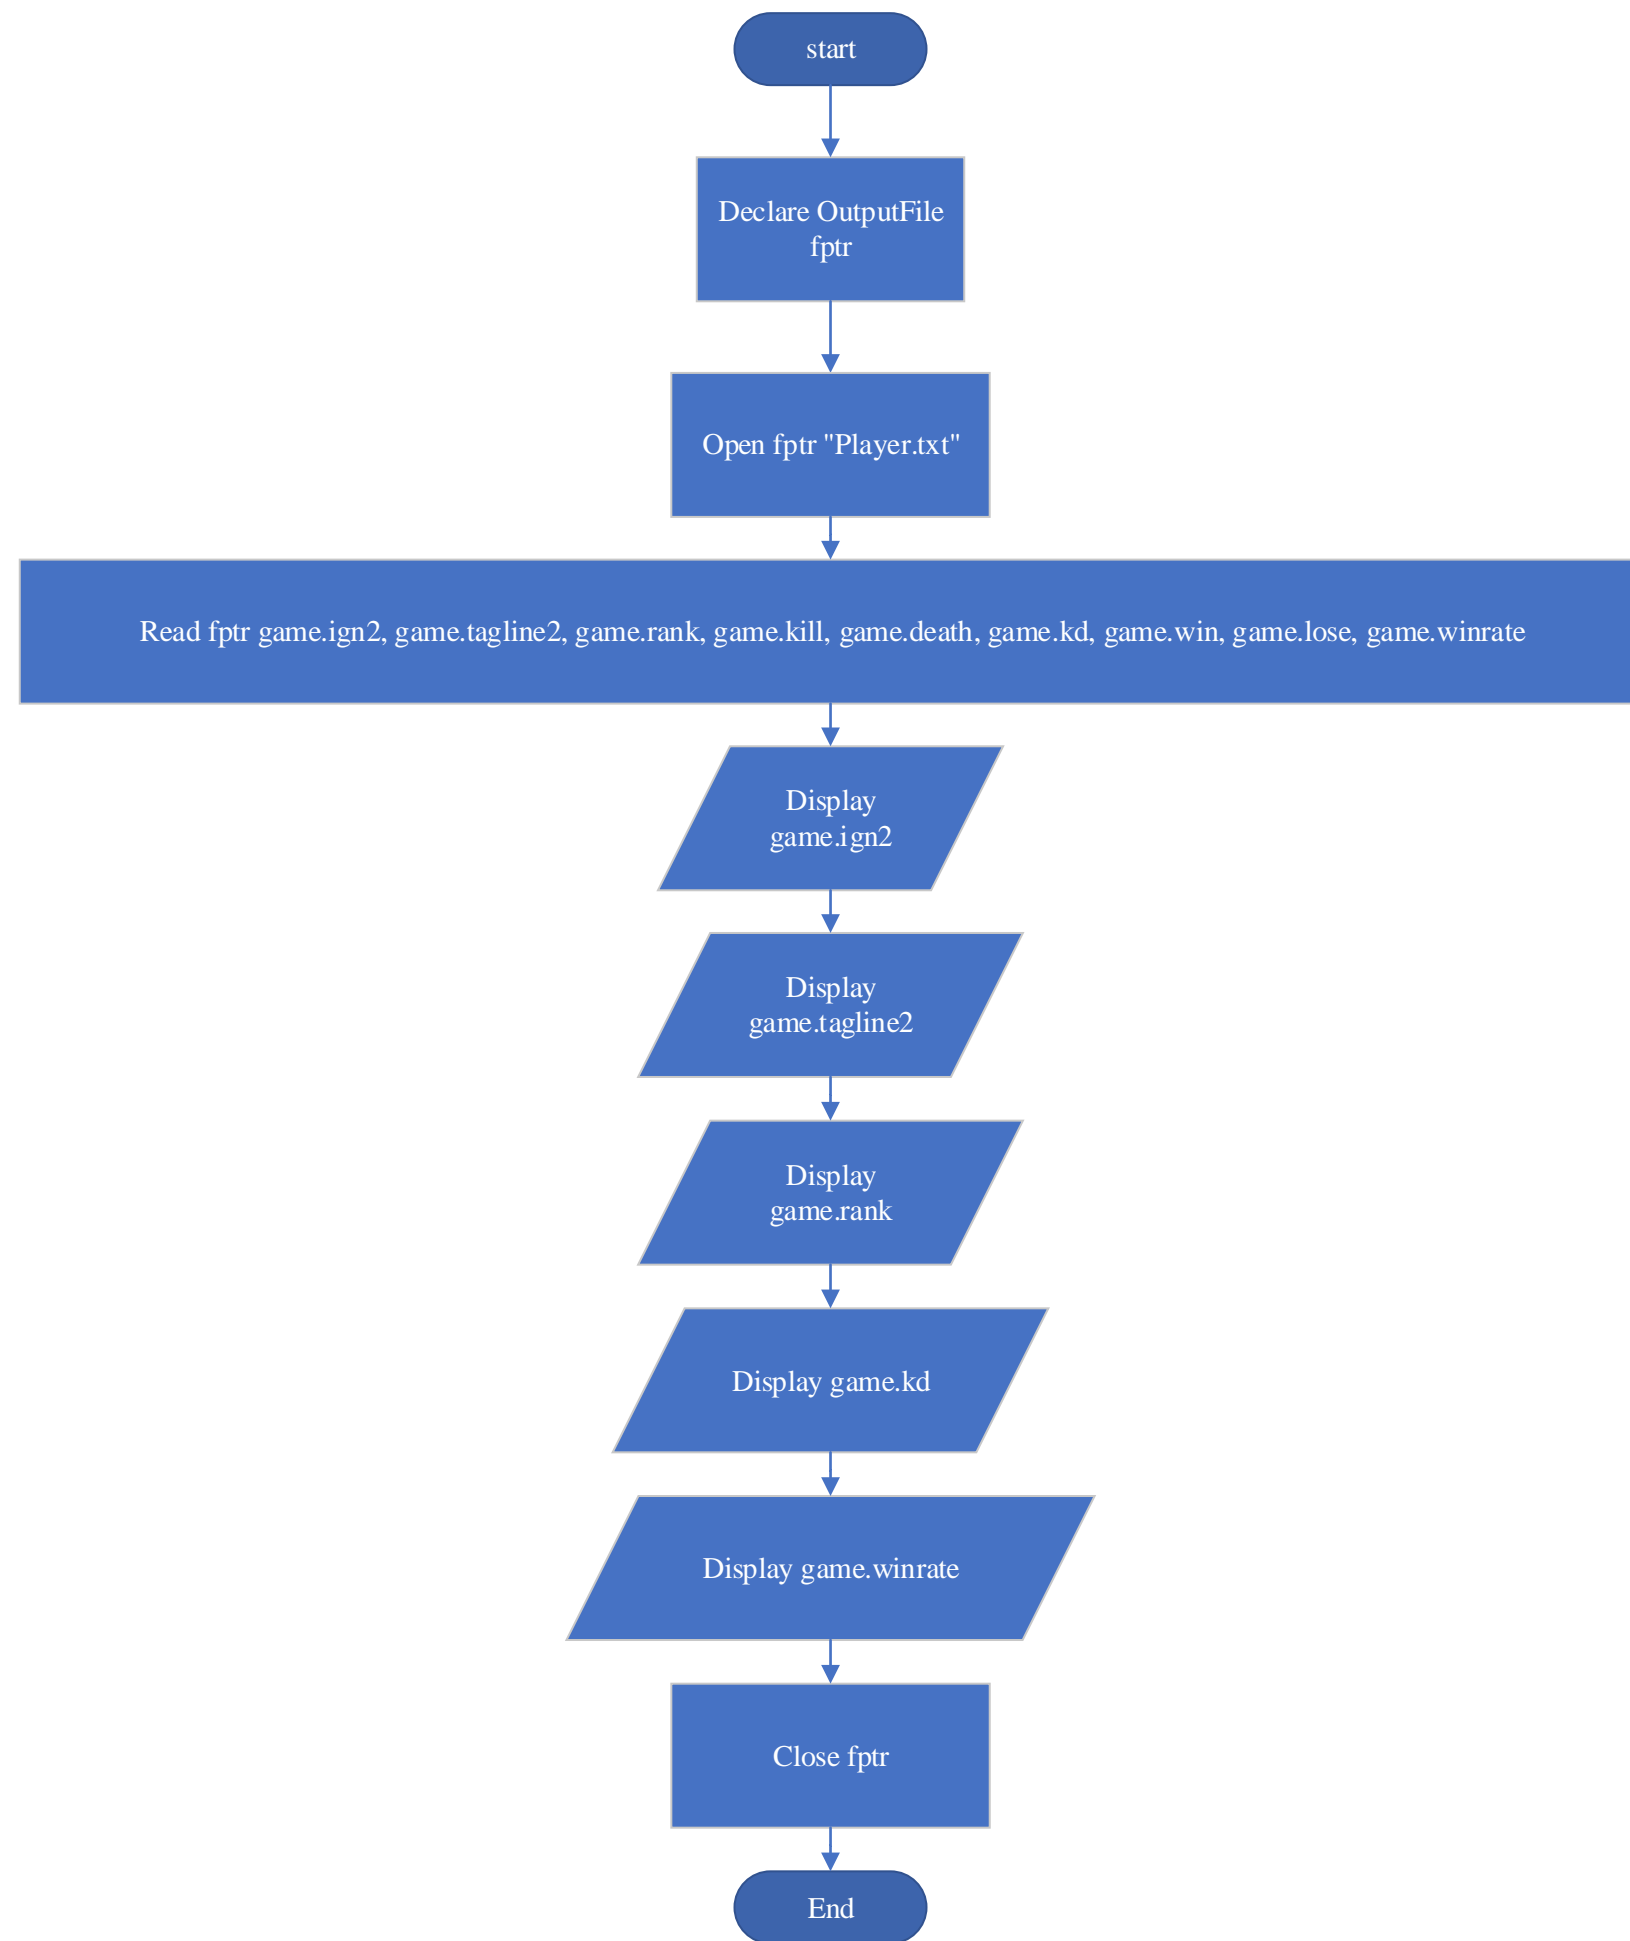 start
Declare OutputFile
fptr
Open fptr "Player.txt"
Read fptr game.ign2, game.tagline2, game.rank, game.kill, game.death, game.kd, game.win, game.lose, game.winrate
Display
game.ign2
Display
game.tagline2
Display
game.rank
Display game.kd
Display game.winrate
Close fptr
End